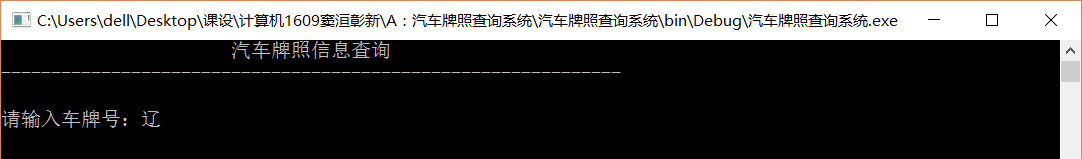 C:\Users\dell\Desktop\课设\计算机1609窦洹彰新\A：汽车牌照查询系统\汽车牌照查询系统\bin\Debug\汽车牌照查询系统.exe
汽车牌照信息查询
--------------------------------------------------------------
请输入车牌号：辽